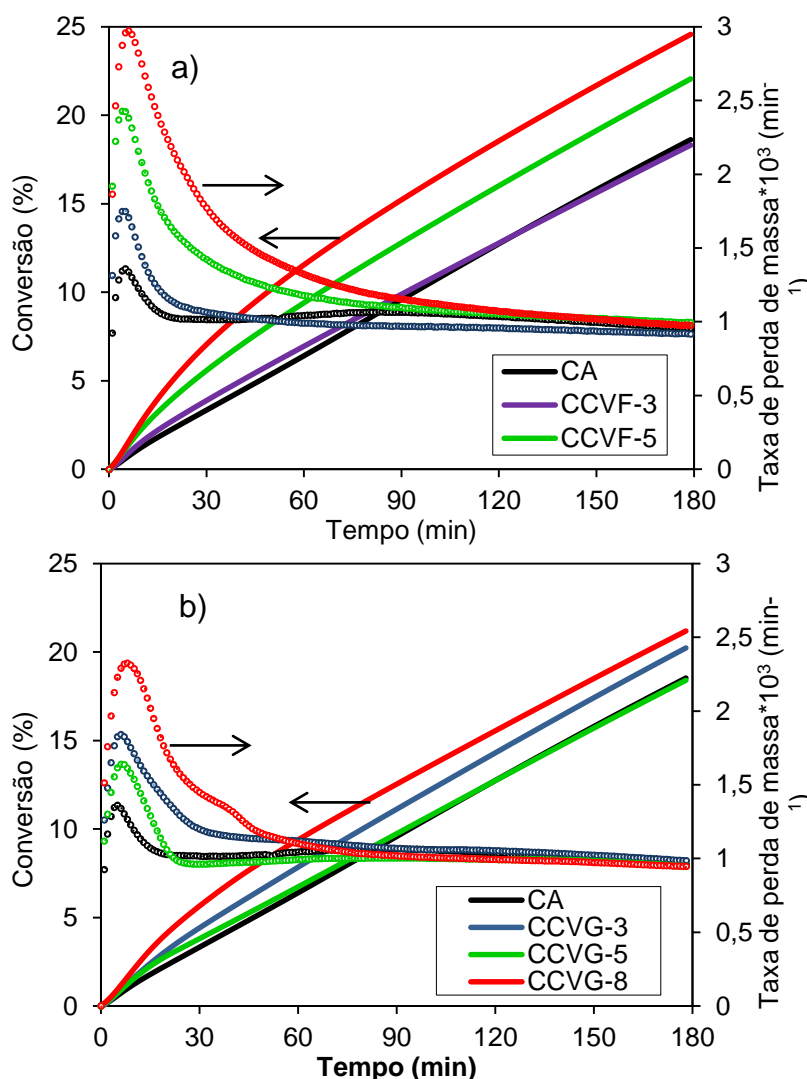 a)
25
20
15
10
5
0
Conversão (%)
3
2,5
2
1,5
1
0,5
0
Taxa de perda de massa*10³ (min-
1)
0 30 60 90 120 150 180
Tempo (min)
CA
CCVF-3
CCVF-5
b)
25
20
15
10
5
0
Conversão (%)
3
2,5
2
1,5
1
0,5
0
Taxa de perda de massa*10³ (min-
1)
0 30 60 90 120 150 180
Tempo (min)
CA
CCVG-3
CCVG-5
CCVG-8